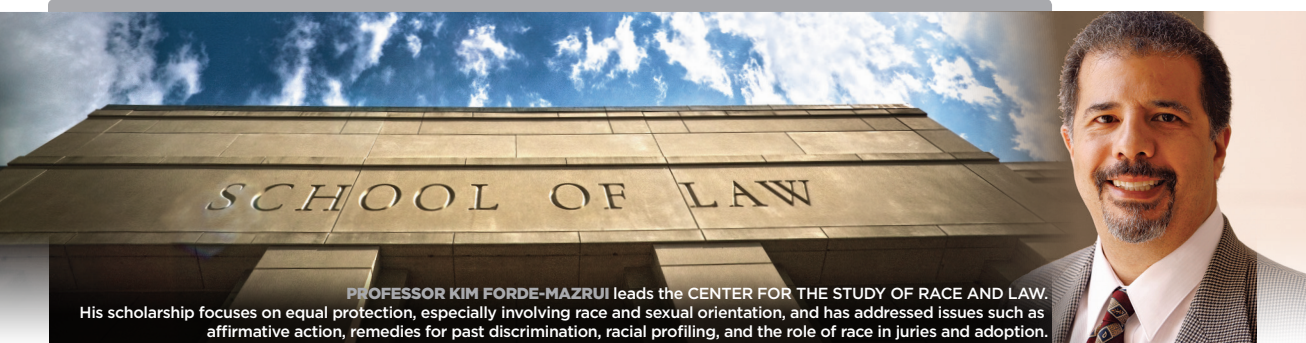 SCHOOL OF LAW
PROFESSOR KIM FORDE-MAZRUI leads the CENTER FOR THE STUDY OF RACE AND LAW.
His scholarship focuses on equal protection, especially involving race and sexual orientation, and has addressed issues such as
affirmative action, remedies for past discrimination, racial profiling, and the role of race in juries and adoption.